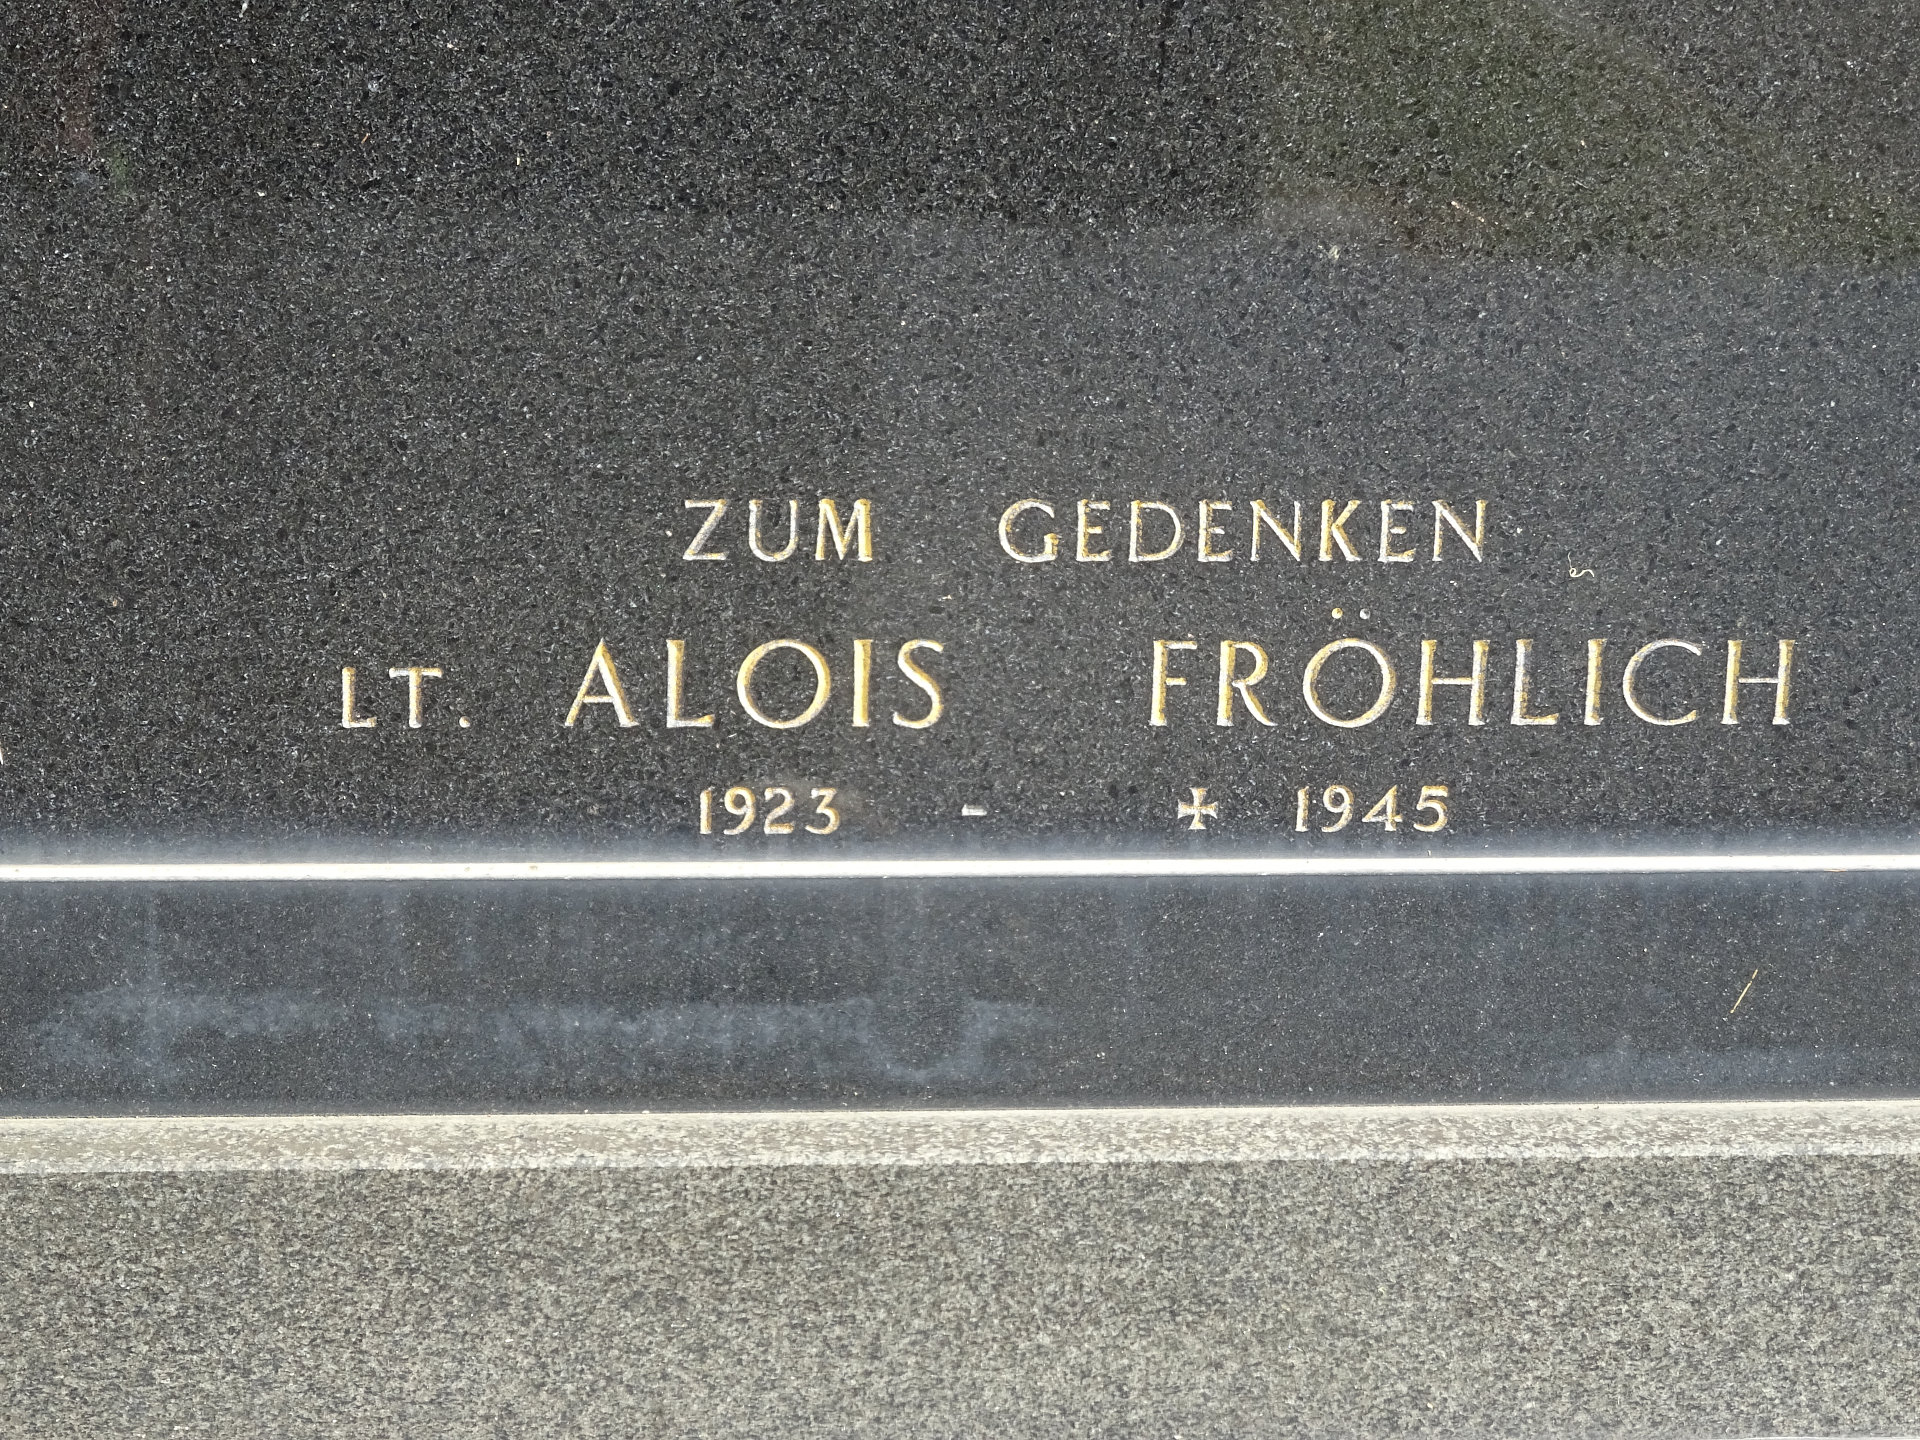 ZUM GEDENKEN
LT. ALOIS FRÖHLICH
1923 - ✠ 1945